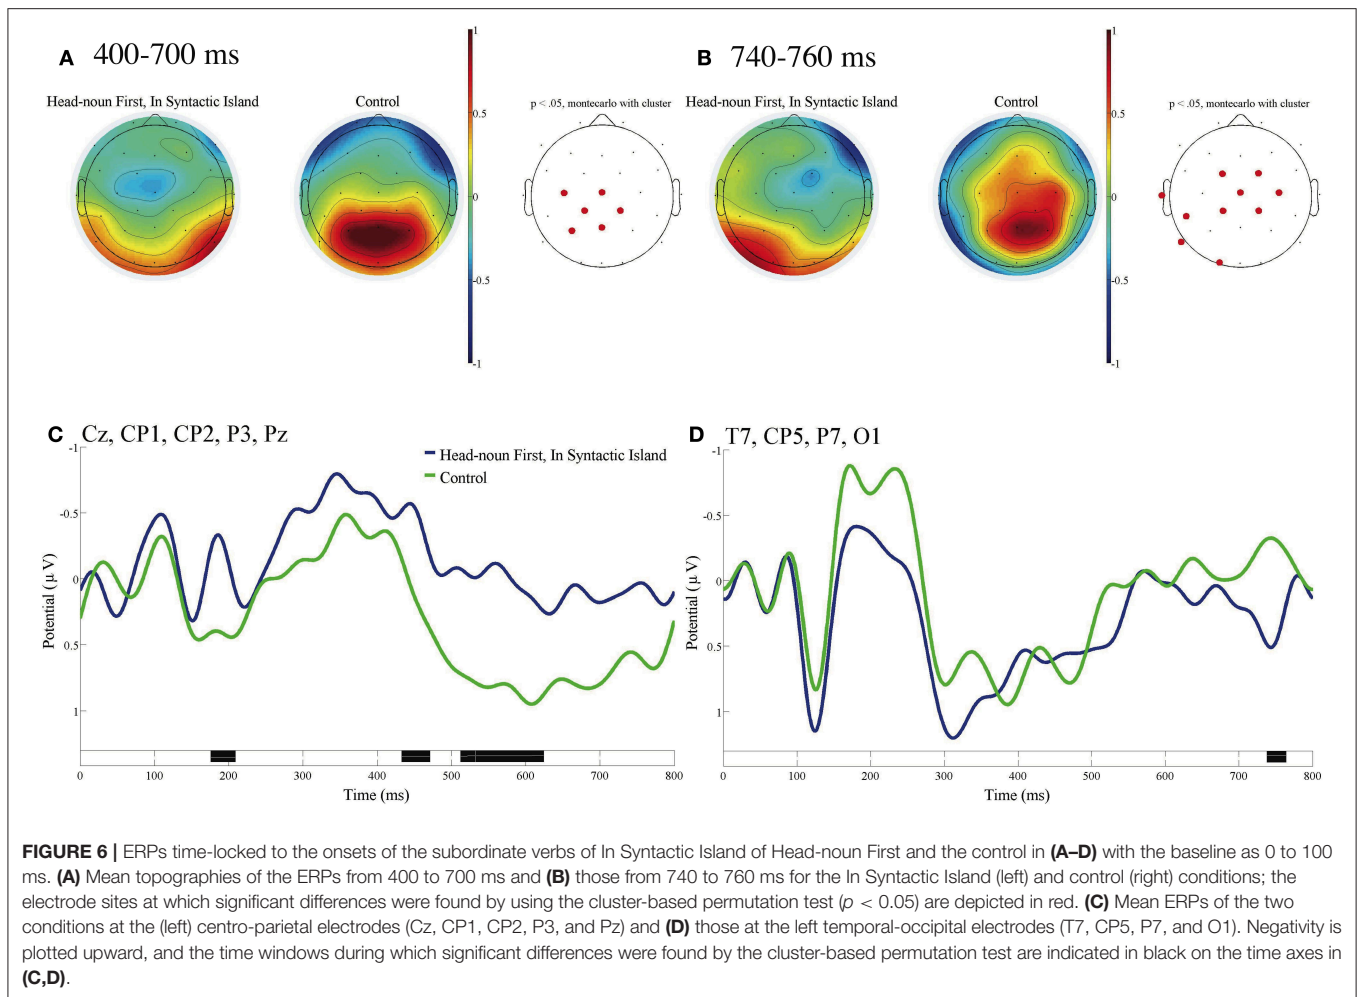 A 400-700 ms
Head-noun First, In Syntactic Island
Control
p < .05, montecarlo with cluster
1
0.5
0
-0.5
-1
B 740-760 ms
Head-noun First, In Syntactic Island
Control
p < .05, montecarlo with cluster
1
0.5
0
-0.5
-1
C Cz, CP1, CP2, P3, Pz
Head-noun First, In Syntactic Island
Control
-1
-0.5
0
0.5
1
Potential (μ V)
0 100 200 300 400 500 600 700 800
Time (ms)
D T7, CP5, P7, O1
-1
-0.5
0
0.5
1
Potential (μ V)
0 100 200 300 400 500 600 700 800
Time (ms)
FIGURE 6 | ERPs time-locked to the onsets of the subordinate verbs of In Syntactic Island of Head-noun First and the control in (A–D) with the baseline as 0 to 100
ms. (A) Mean topographies of the ERPs from 400 to 700 ms and (B) those from 740 to 760 ms for the In Syntactic Island (left) and control (right) conditions; the
electrode sites at which significant differences were found by using the cluster-based permutation test (p < 0.05) are depicted in red. (C) Mean ERPs of the two
conditions at the (left) centro-parietal electrodes (Cz, CP1, CP2, P3, and Pz) and (D) those at the left temporal-occipital electrodes (T7, CP5, P7, and O1). Negativity is
plotted upward, and the time windows during which significant differences were found by the cluster-based permutation test are indicated in black on the time axes in
(C,D).